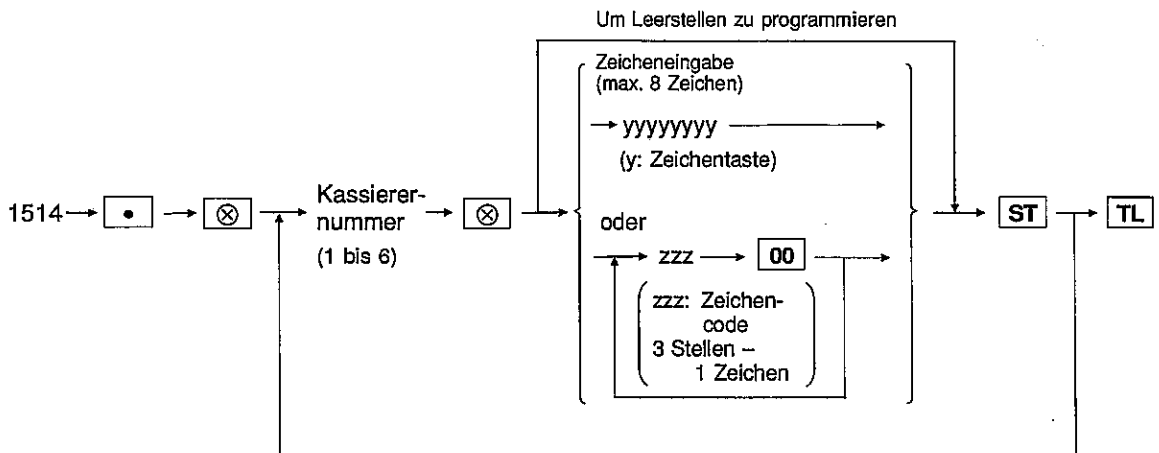 Um Leerstellen zu programmieren
Zeicheneingabe
(max. 8 Zeichen)
yyyyyyyy
(y: Zeichentaste)
1514
•
⊗
Kassierer-
nummer
(1 bis 6)
⊗
oder
zzz
00
zzz: Zeichen-
code
3 Stellen –
1 Zeichen
ST
TL